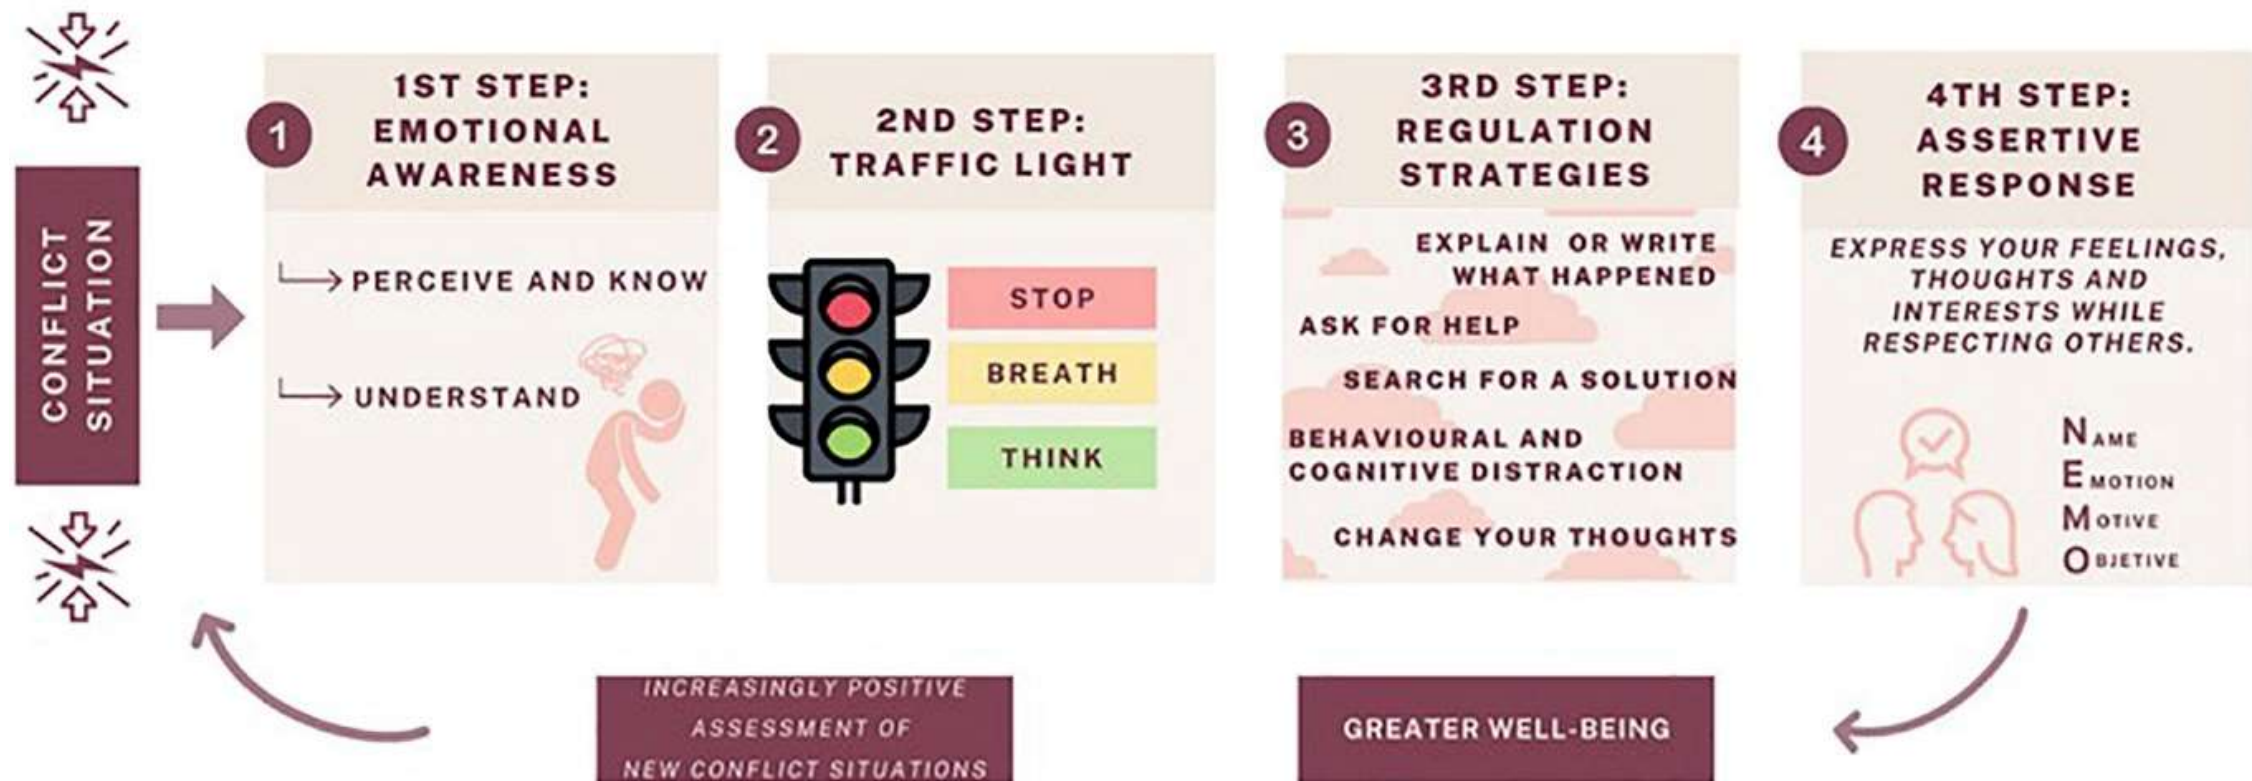 CONFLICT
SITUATION
1
1ST STEP:
EMOTIONAL
AWARENESS
PERCEIVE AND KNOW
UNDERSTAND
2
2ND STEP:
TRAFFIC LIGHT
STOP
BREATH
THINK
3
3RD STEP:
REGULATION
STRATEGIES
EXPLAIN OR WRITE
WHAT HAPPENED
ASK FOR HELP
SEARCH FOR A SOLUTION
BEHAVIOURAL AND
COGNITIVE DISTRACTION
CHANGE YOUR THOUGHTS
4
4TH STEP:
ASSERTIVE
RESPONSE
EXPRESS YOUR FEELINGS,
THOUGHTS AND
INTERESTS WHILE
RESPECTING OTHERS.
NAME
EMOTION
MOTIVE
OBJETIVE
GREATER WELL-BEING
INCREASINGLY POSITIVE
ASSESSMENT OF
NEW CONFLICT SITUATIONS